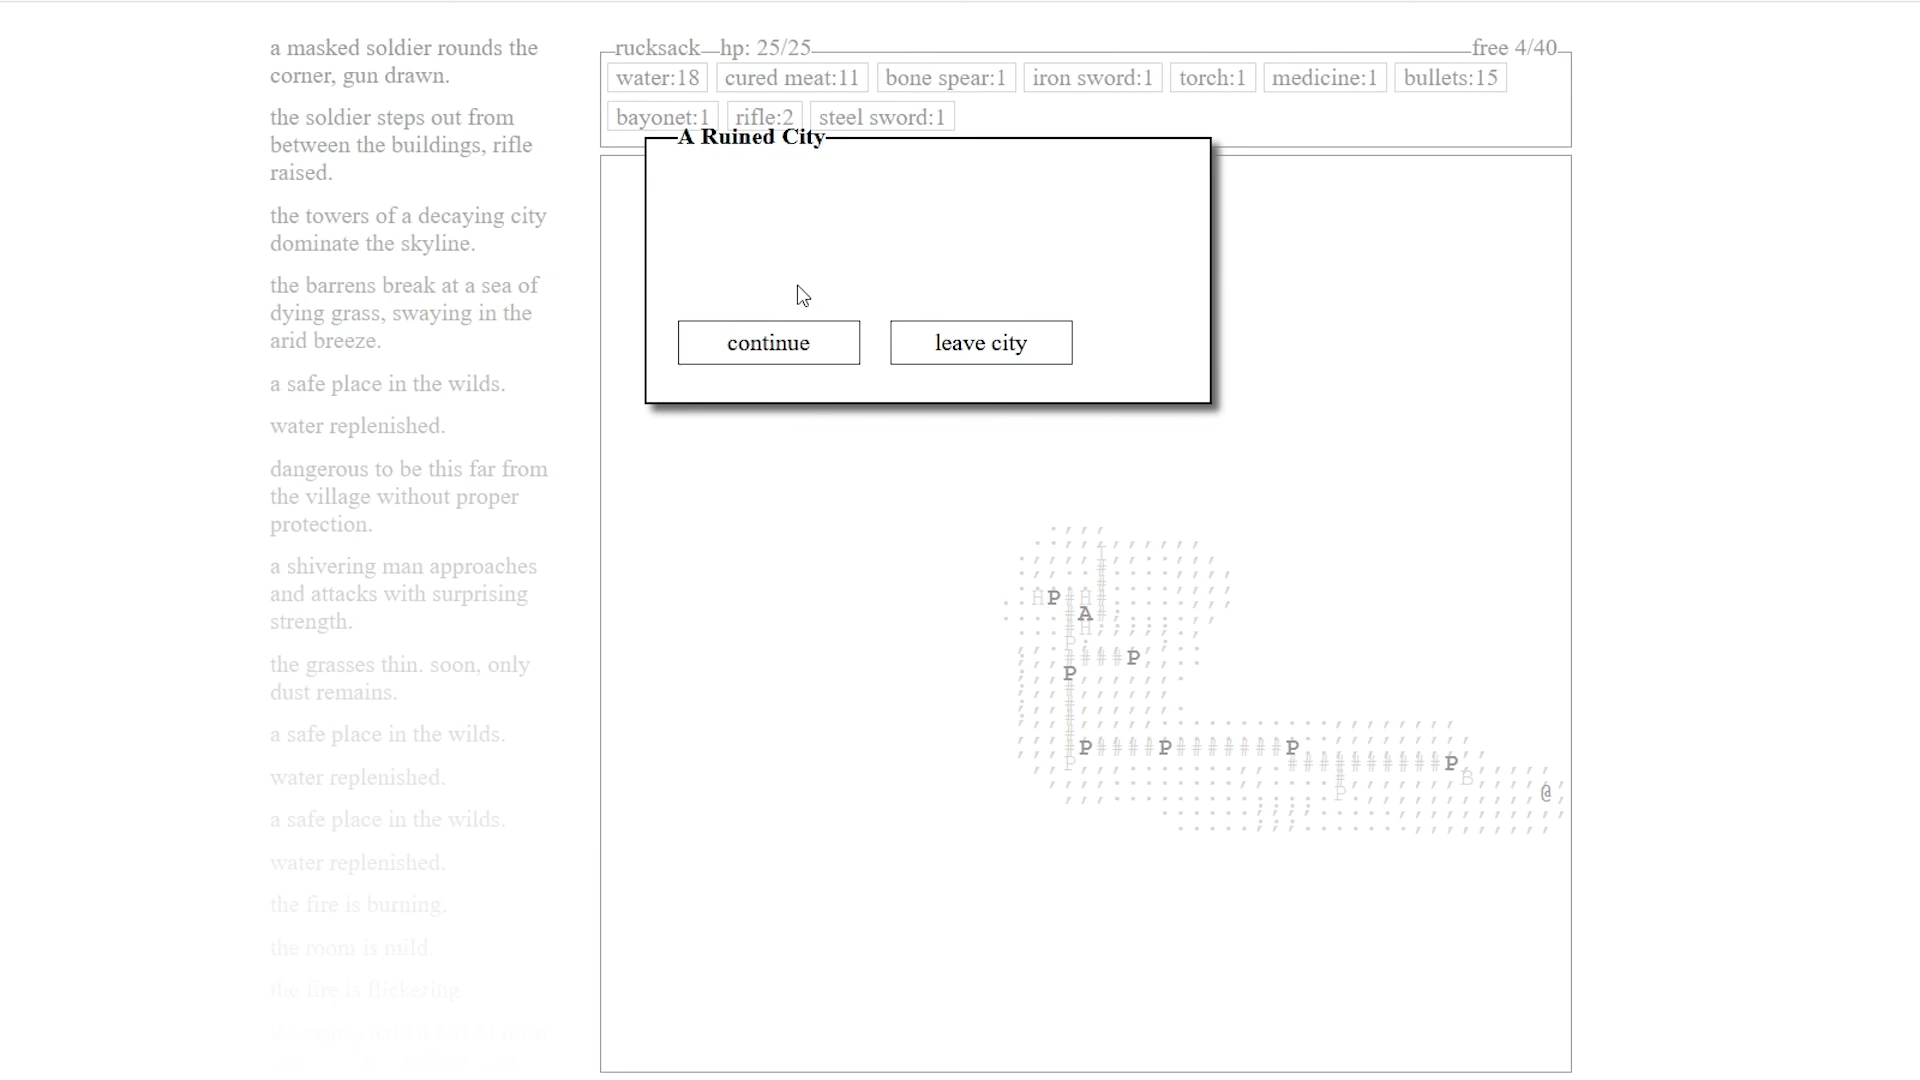 a masked soldier rounds the
corner, gun drawn.
the soldier steps out from
between the buildings, rifle
raised.
the towers of a decaying city
dominate the skyline.
the barrens break at a sea of
dying grass, swaying in the
arid breeze.
a safe place in the wilds.
water replenished.
dangerous to be this far from
the village without proper
protection.
a shivering man approaches
and attacks with surprising
strength.
the grasses thin. soon, only
dust remains.
a safe place in the wilds.
water replenished.
a safe place in the wilds.
water replenished.
the fire is burning.
the room is mild.
the fire is flickering
rucksack hp: 25/25 free 4/40
water:18 cured meat:11 bone spear:1 iron sword:1 torch:1 medicine:1 bullets:15
bayonet:1 rifle:2 steel sword:1
A Ruined City
continue leave city
I
H P H
A
H
P
P
P
P P P
P P
B
P @